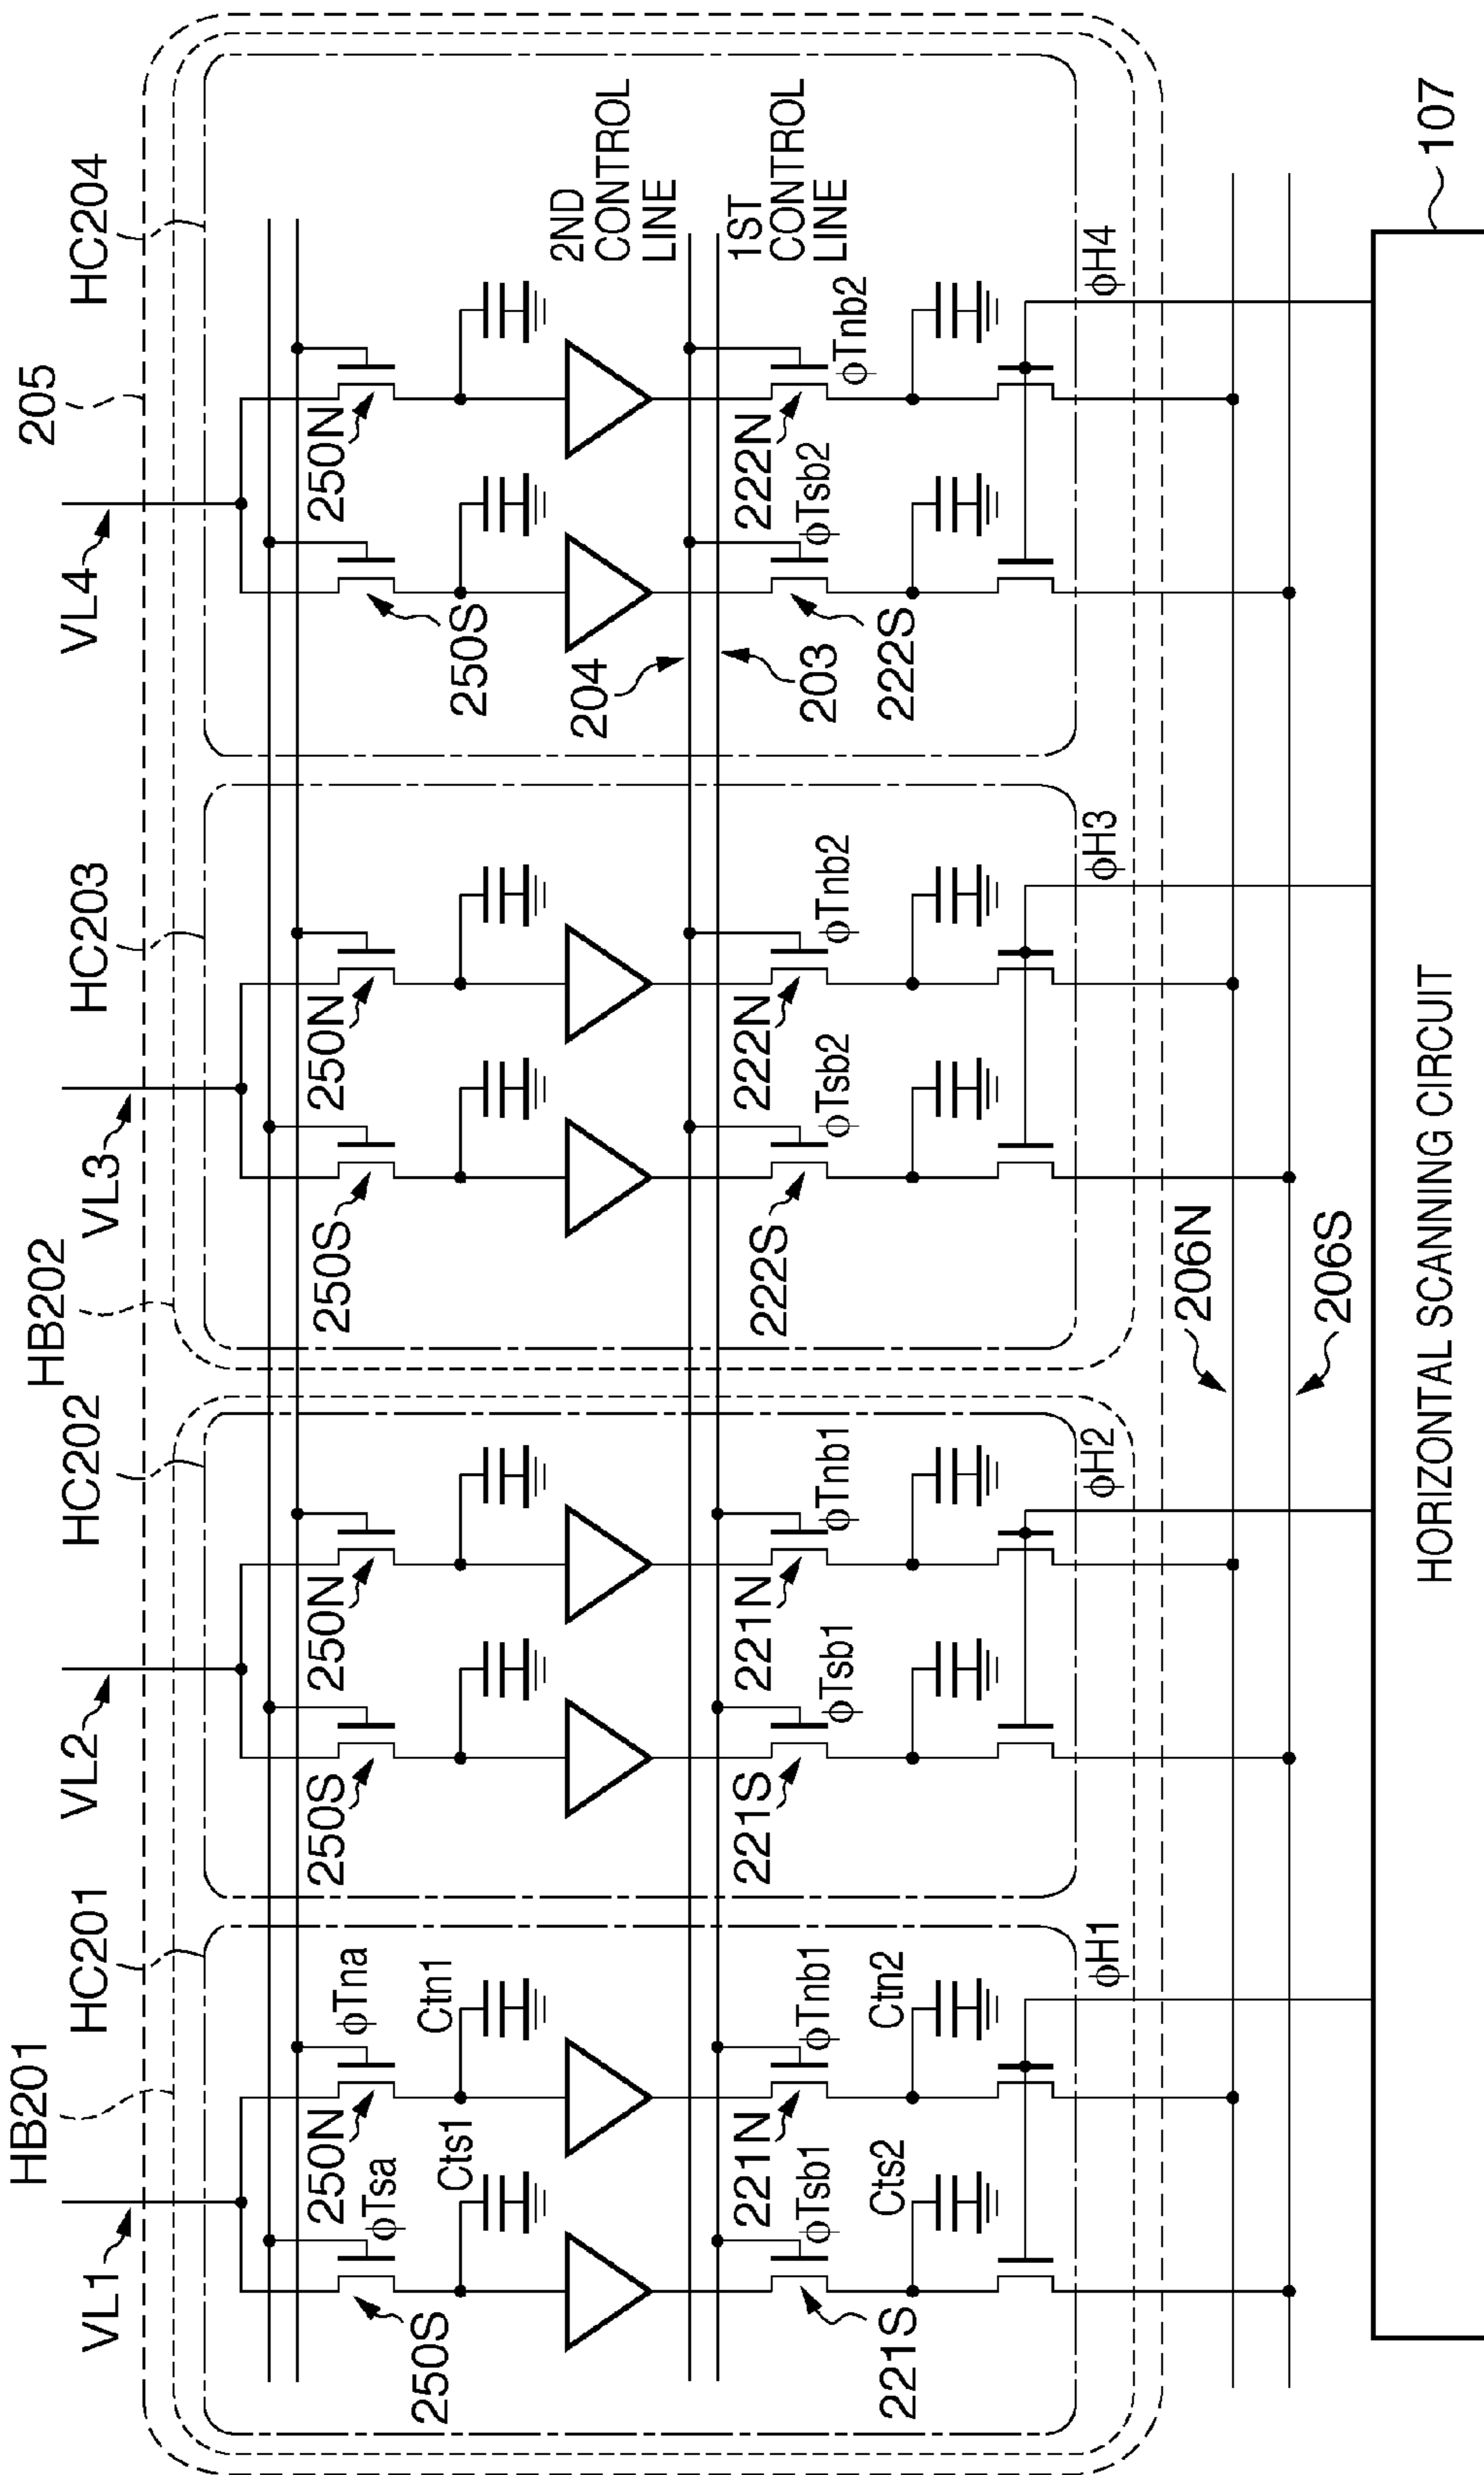 205
HB201
HC201
HC202
HB202
HC203
HC204
VL1
VL2
VL3
VL4
250S
ϕTsa
250N
ϕTna
Cts1
Ctn1
250S
250N
250S
250N
250S
250N
204
2ND
CONTROL
LINE
203
1ST
CONTROL
LINE
221S
ϕTsb1
221N
ϕTnb1
Cts2
Ctn2
221S
ϕTsb1
221N
ϕTnb1
222S
ϕTsb2
222N
ϕTnb2
222S
ϕTsb2
222N
ϕTnb2
ϕH1
ϕH2
ϕH3
ϕH4
206N
206S
HORIZONTAL SCANNING CIRCUIT
107